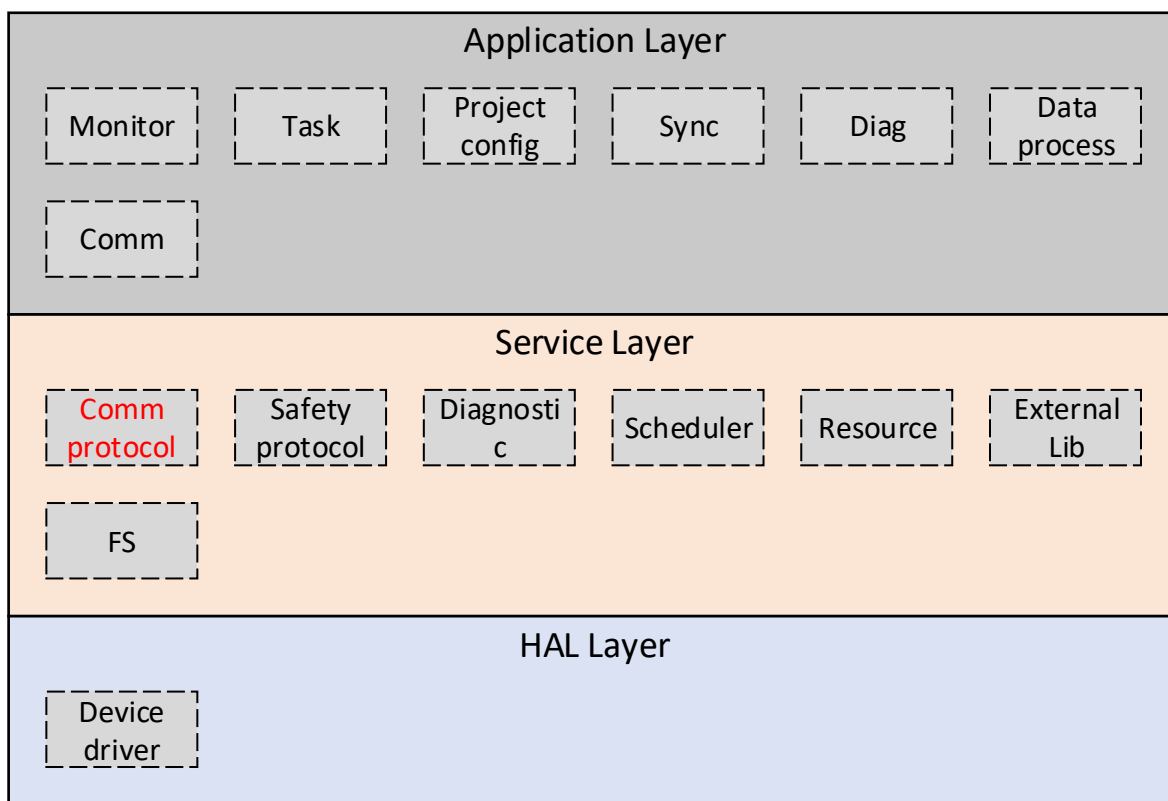 Application Layer
Monitor
Task
Project
config
Sync
Diag
Data
process
Comm
Service Layer
Comm
protocol
Safety
protocol
Diagnosti
c
Scheduler
Resource
External
Lib
FS
HAL Layer
Device
driver